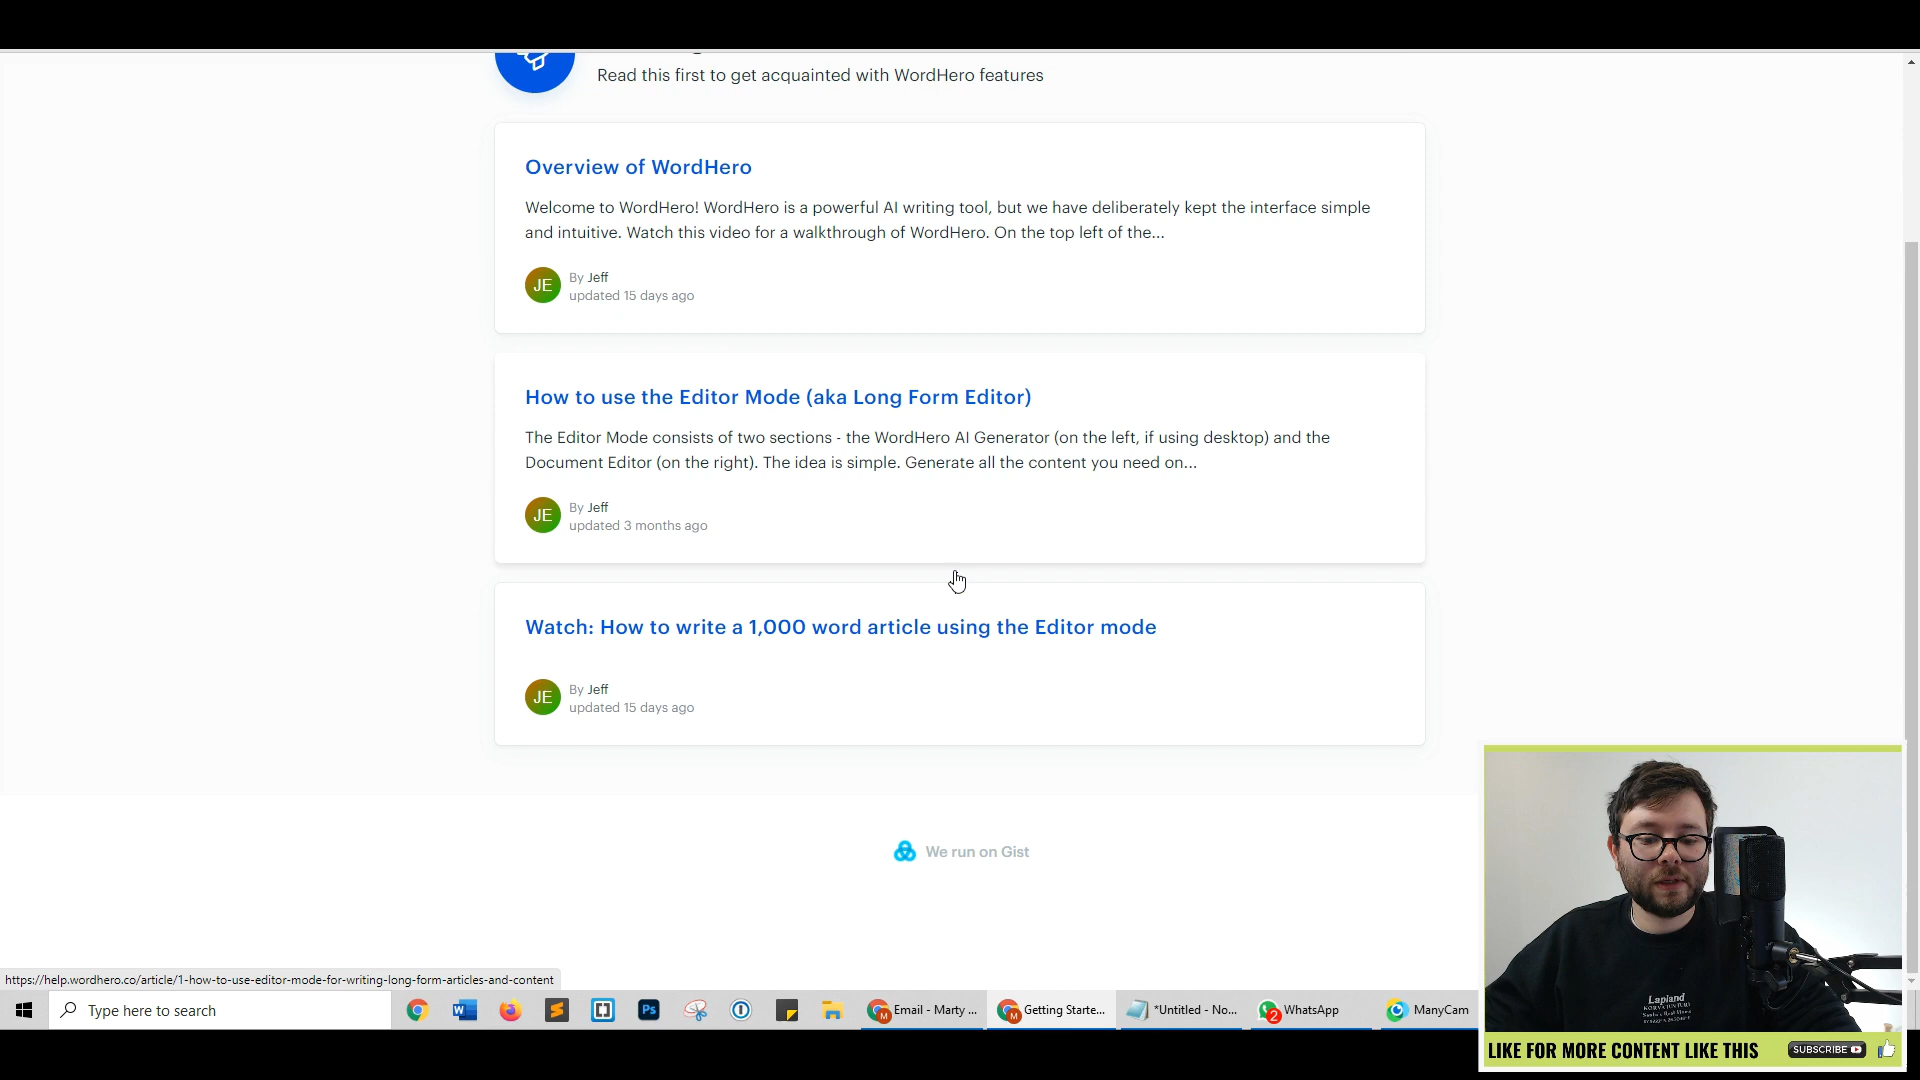 Read this first to get acquainted with WordHero features
Overview of WordHero
Welcome to WordHero! WordHero is a powerful AI writing tool, but we have deliberately kept the interface simple
and intuitive. Watch this video for a walkthrough of WordHero. On the top left of the...
JE
By Jeff
updated 15 days ago
How to use the Editor Mode (aka Long Form Editor)
The Editor Mode consists of two sections - the WordHero AI Generator (on the left, if using desktop) and the
Document Editor (on the right). The idea is simple. Generate all the content you need on...
JE
By Jeff
updated 3 months ago
Watch: How to write a 1,000 word article using the Editor mode
JE
By Jeff
updated 15 days ago
We run on Gist
https://help.wordhero.co/article/1-how-to-use-editor-mode-for-writing-long-form-articles-and-content
Type here to search
Ps
M
Email - Marty ...
M
Getting Starte...
*Untitled - No...
2
WhatsApp
ManyCam
Lapland
LIKE FOR MORE CONTENT LIKE THIS
SUBSCRIBE